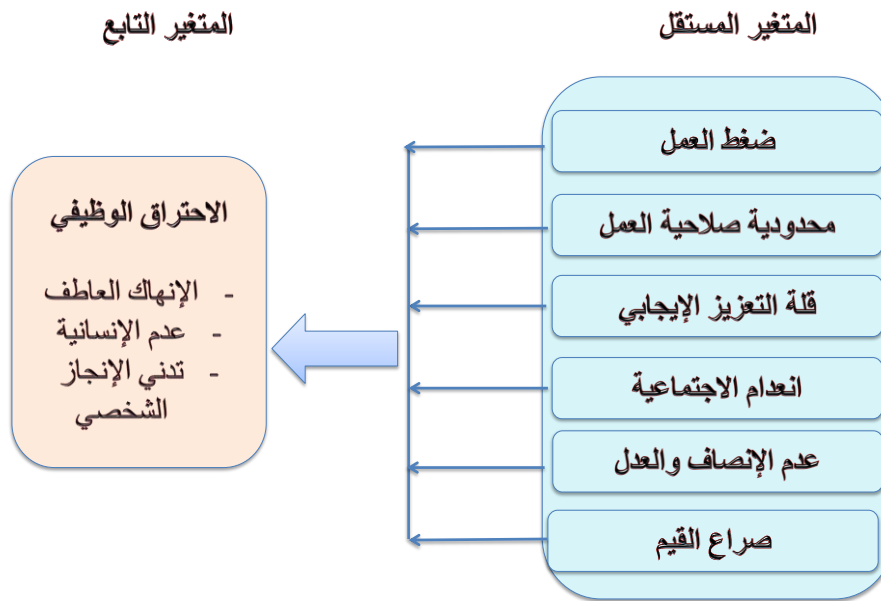 المتغير المستقل
المتغير التابع
ضغط العمل
محدودية صلاحية العمل
قلة التعزيز الإيجابي
انعدام الاجتماعية
عدم الإنصاف والعدل
صراع القيم
الاحتراق الوظيفي
- الإنهاك العاطف
- عدم الإنسانية
- تدني الإنجاز
الشخصي